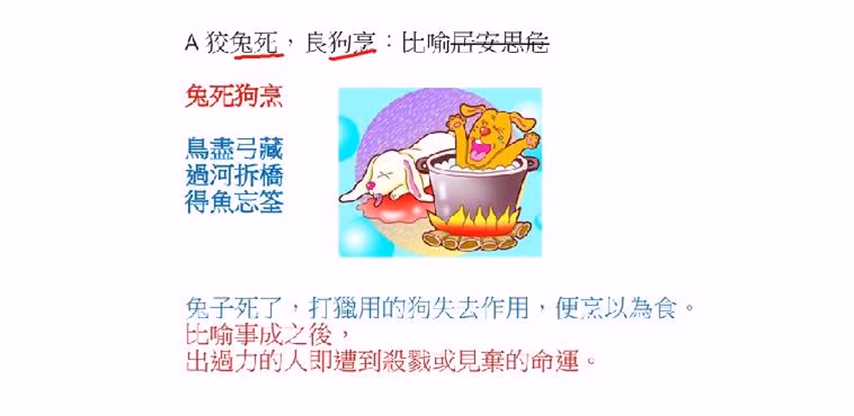 A 狡兔死，良狗烹：比喻居安思危
兔死狗烹
鳥盡弓藏
過河拆橋
得魚忘筌
兔子死了，打獵用的狗失去作用，便烹以為食。
比喻事成之後，
出過力的人即遭到殺戮或見棄的命運。